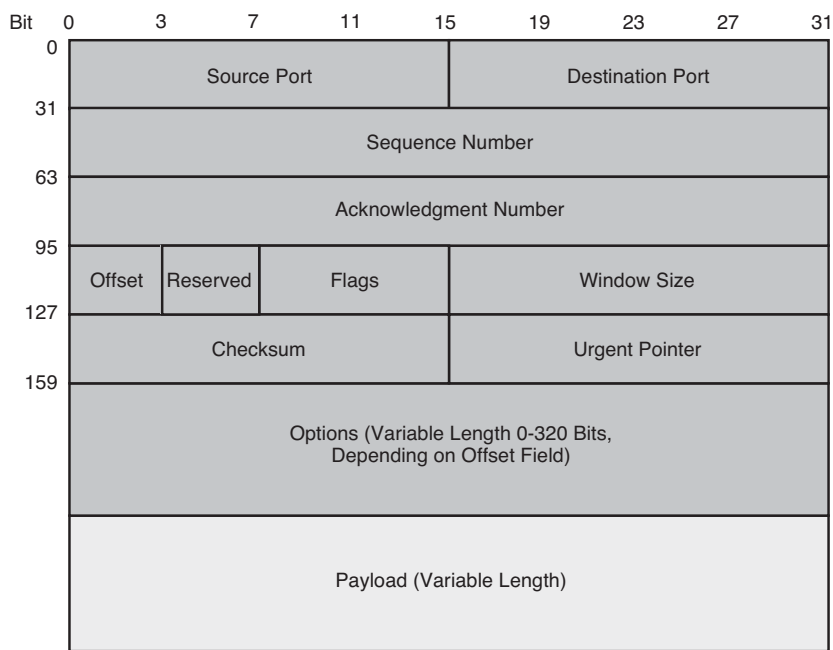 Bit 0 3 7 11 15 19 23 27 31
0
Source Port Destination Port
31
Sequence Number
63
Acknowledgment Number
95
Offset Reserved Flags Window Size
127
Checksum Urgent Pointer
159
Options (Variable Length 0-320 Bits,
Depending on Offset Field)
Payload (Variable Length)